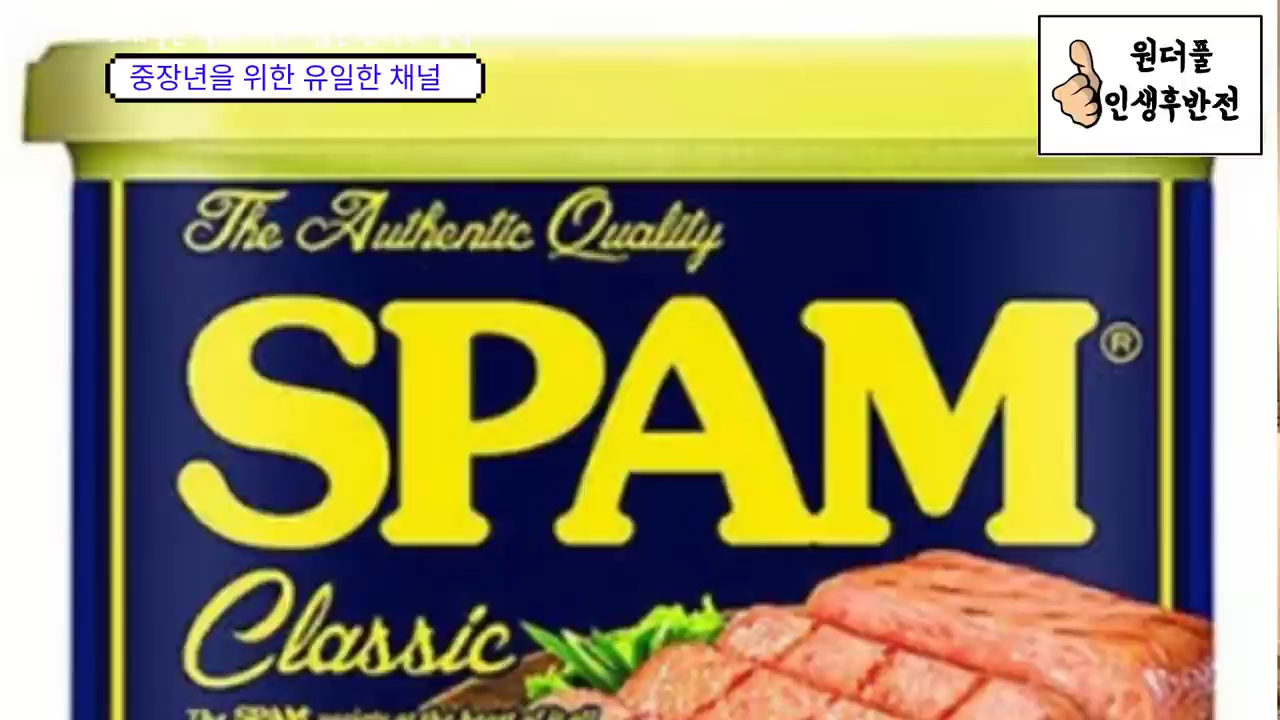 중장년을 위한 유일한 채널
원더풀
인생후반전
The Authentic Quality
SPAM®
Classic